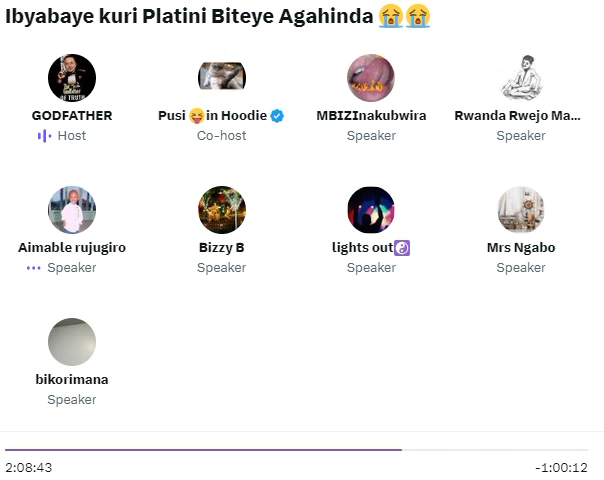 Ibyabaye kuri Platini Biteye Agahinda 😭😭
GODFATHER
Host
Pusi 😝in Hoodie
Co-host
MBIZInakubwira
Speaker
Rwanda Rwejo Ma...
Speaker
Aimable rujugiro
Speaker
Bizzy B
Speaker
lights out☯️
Speaker
Mrs Ngabo
Speaker
bikorimana
Speaker
2:08:43
-1:00:12